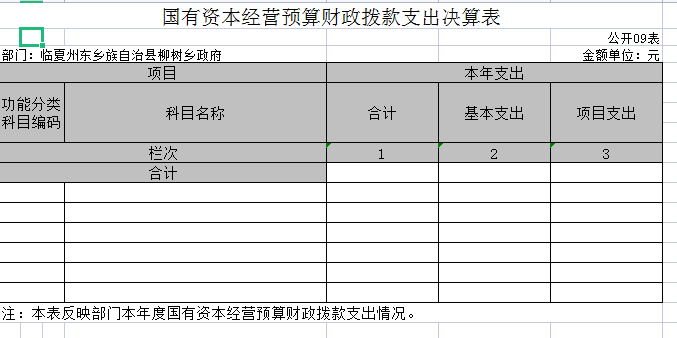 国有资本经营预算财政拨款支出决算表
公开09表
部门：临夏州东乡族自治县柳树乡政府 金额单位：元
项目 本年支出
功能分类科目编码 科目名称 合计 基本支出 项目支出
栏次 1 2 3
合计
注：本表反映部门本年度国有资本经营预算财政拨款支出情况。